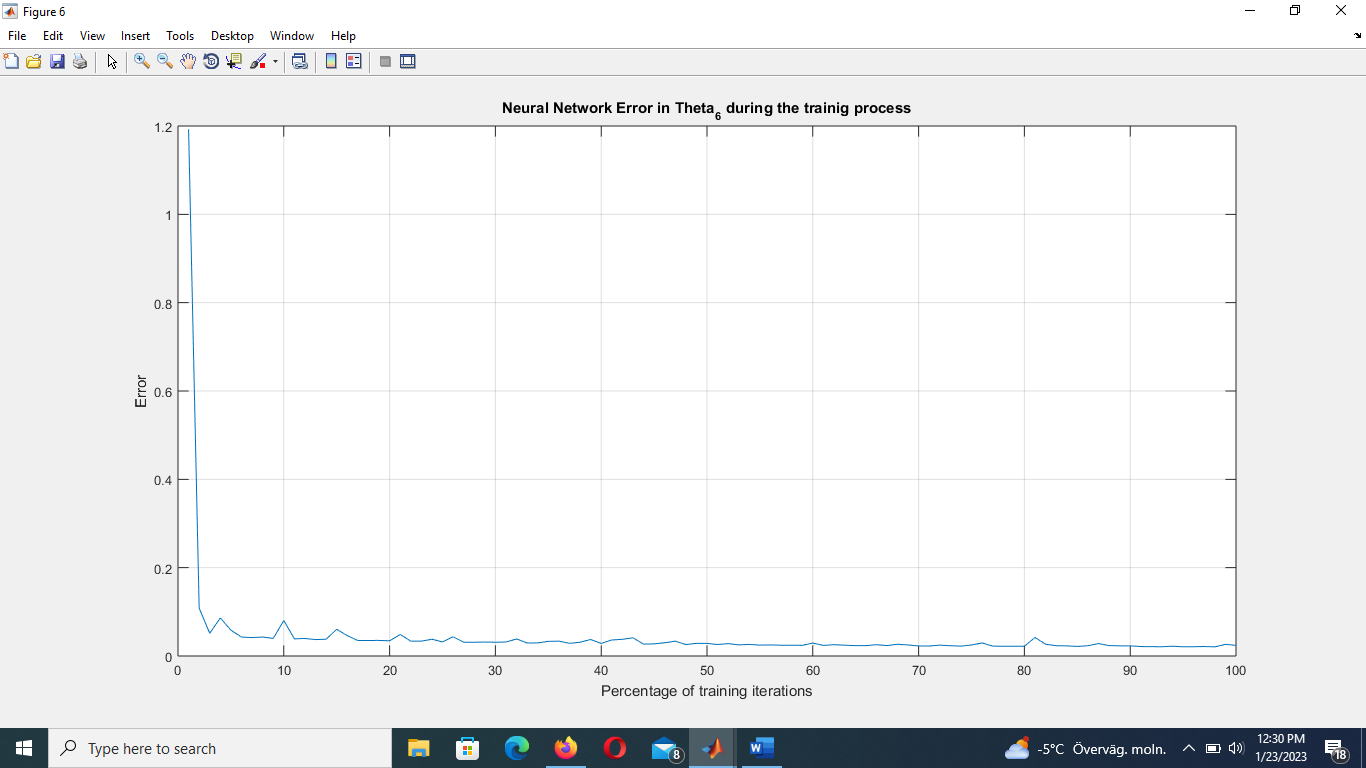 Figure 6
File Edit View Insert Tools Desktop Window Help
Neural Network Error in Theta6 during the trainig process
1.2
1
0.8
0.6
0.4
0.2
0
Error
0 10 20 30 40 50 60 70 80 90 100
Percentage of training iterations
Type here to search
8
W
-5°C Överväg. moln.
12:30 PM
1/23/2023
18